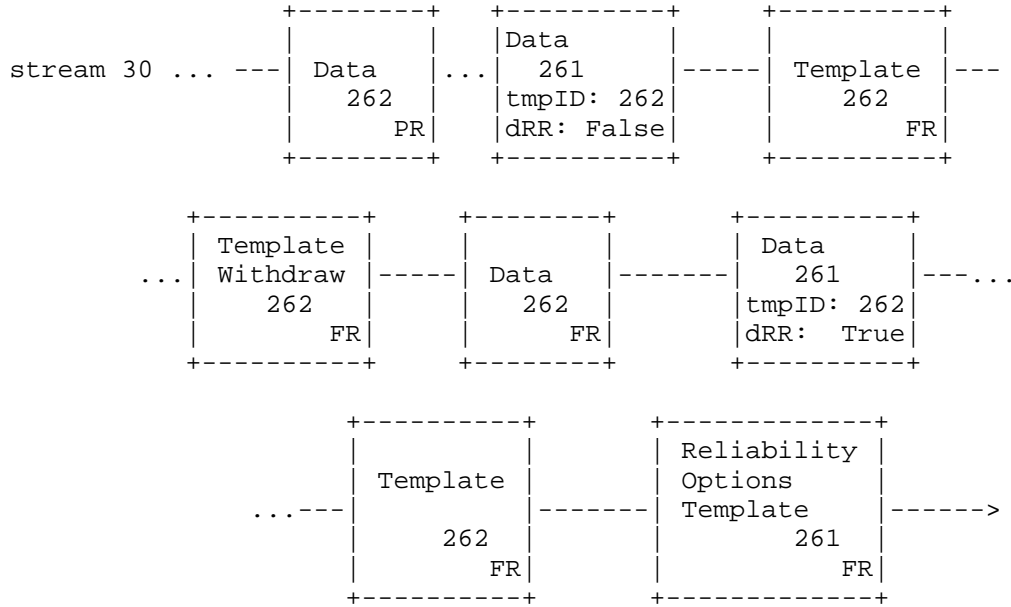 +--------+   +----------+      +----------+
                     |        |   |Data      |      |          |
stream 30 ... ---| Data   |...|  261     |-----| Template |---
                     |  262   |   |tmpID: 262|      |   262    |
                     |      PR|   |dRR: False|      |        FR|
                     +--------+   +----------+      +----------+
             +----------+     +--------+       +----------+
             | Template |     |        |       | Data     |
          ...| Withdraw |-----| Data   |-------|   261    |---...
             |   262    |     |   262  |       |tmpID: 262|
             |        FR|     |      FR|       |dRR:  True|
             +----------+     +--------+       +----------+
                     +----------+       +-------------+
                     |          |       | Reliability |
                     | Template |       | Options     |
               ...---|          |-------| Template    |------>
                     |     262  |       |        261  |
                     |        FR|       |           FR|
                     +----------+       +-------------+